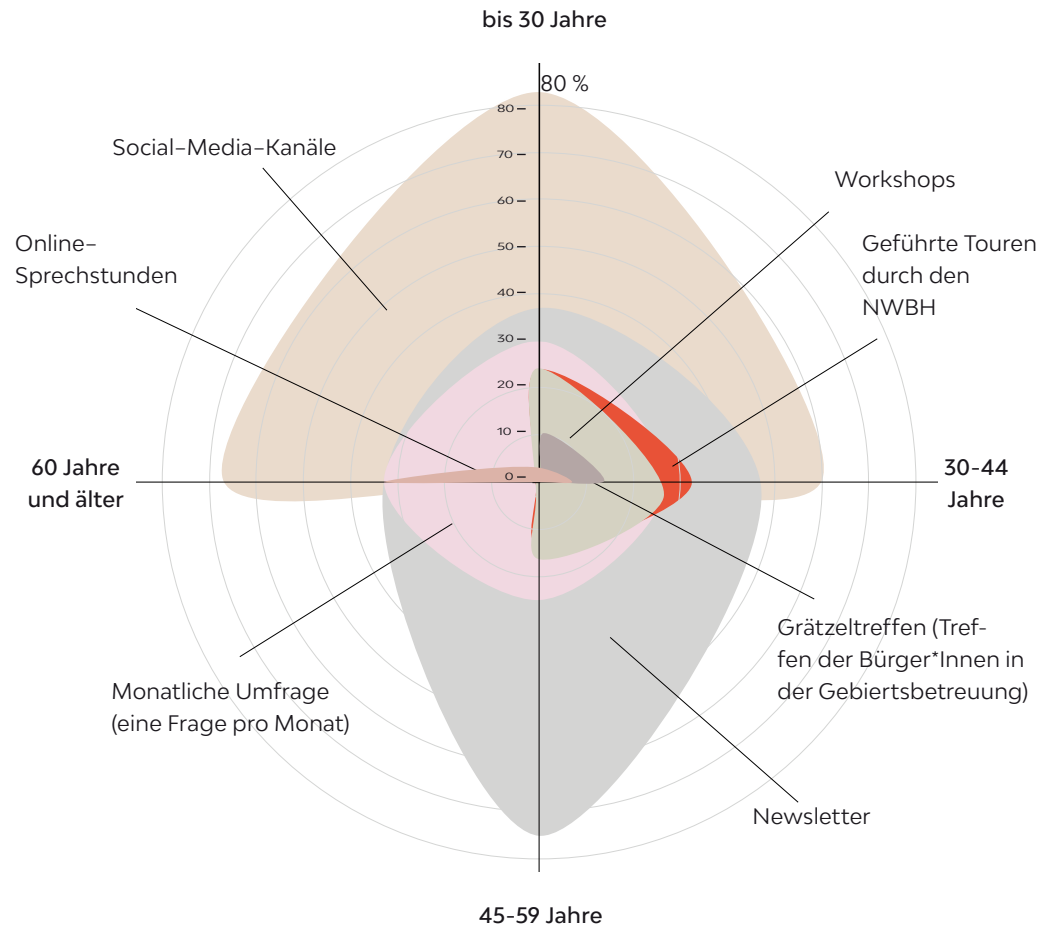 bis 30 Jahre
80 %
80
70
60
50
40
30
20
10
0
Social-Media-Kanäle
Online-
Sprechstunden
Workshops
Geführte Touren
durch den
NWBH
60 Jahre
und älter
30-44
Jahre
Grätzeltreffen (Tref-
fen der Bürger*Innen in
der Gebiertsbetreuung)
Monatliche Umfrage
(eine Frage pro Monat)
Newsletter
45-59 Jahre